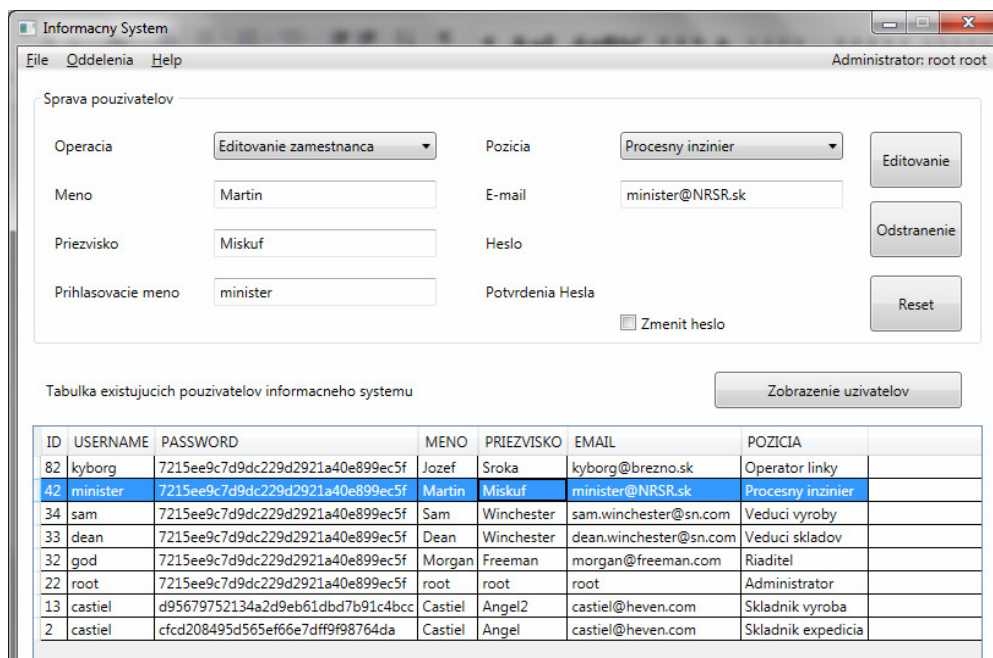 Informacny System
File Oddelenia Help Administrator: root root
Sprava pouzivatelov
Operacia Editovanie zamestnanca Pozicia Procesny inzinier Editovanie
Meno Martin E-mail minister@NRSR.sk
Priezvisko Miskuf Heslo Odstranenie
Prihlasovacie meno minister Potvrdenia Hesla Reset
Zmenit heslo
Tabulka existujucich pouzivatelov informacneho systemu Zobrazenie uzivatelov
ID USERNAME PASSWORD MENO PRIEZVISKO EMAIL POZICIA
82 kyborg 7215ee9c7d9dc229d2921a40e899ec5f Jozef Sroka kyborg@brezno.sk Operator linky
42 minister 7215ee9c7d9dc229d2921a40e899ec5f Martin Miskuf minister@NRSR.sk Procesny inzinier
34 sam 7215ee9c7d9dc229d2921a40e899ec5f Sam Winchester sam.winchester@sn.com Veduci vyroby
33 dean 7215ee9c7d9dc229d2921a40e899ec5f Dean Winchester dean.winchester@sn.com Veduci skladov
32 god 7215ee9c7d9dc229d2921a40e899ec5f Morgan Freeman morgan@freeman.com Riaditel
22 root 7215ee9c7d9dc229d2921a40e899ec5f root root root Administrator
13 castiel d95679752134a2d9eb61dbd7b91c4bcc Castiel Angel2 castiel@heven.com Skladnik vyroba
2 castiel cfcd208495d565ef66e7dff9f98764da Castiel Angel castiel@heven.com Skladnik expedicia